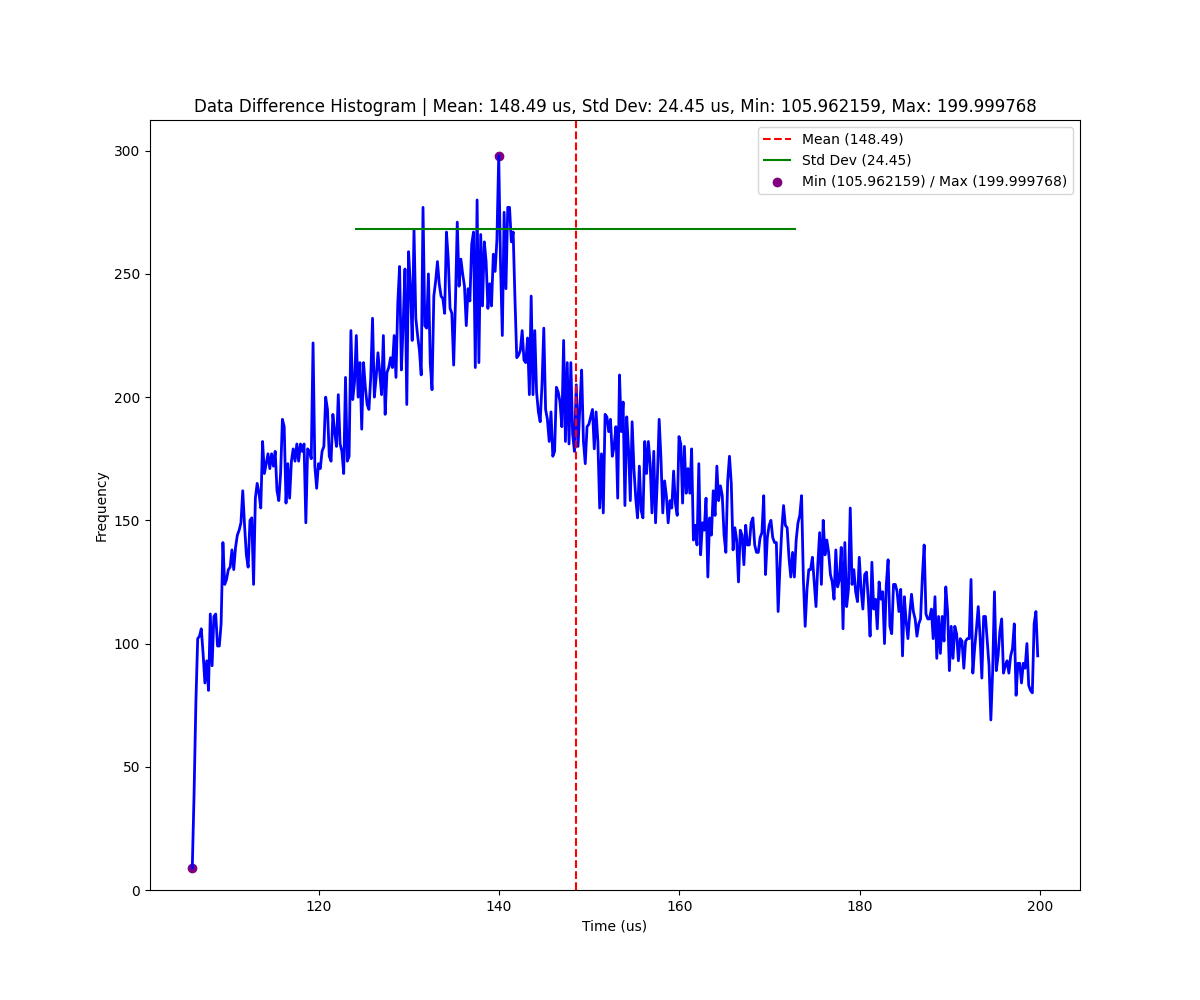 Data Difference Histogram | Mean: 148.49 us, Std Dev: 24.45 us, Min: 105.962159, Max: 199.999768
Mean (148.49)
Std Dev (24.45)
Min (105.962159) / Max (199.999768)
300
250
200
150
100
50
0
Frequency
120 140 160 180 200
Time (us)